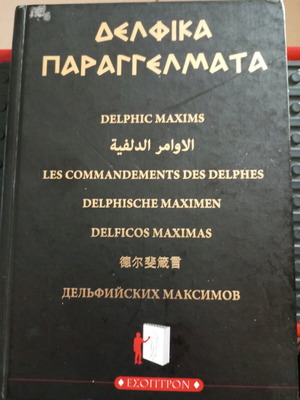 ΔΕΛΦΙΚΑ
ΠΑΡΑΓΓΕΛΜΑΤΑ
DELPHIC MAXIMS
الاوامر الدلفية
LES COMMANDEMENTS DES DELPHES
DELPHISCHE MAXIMEN
DELFICOS MAXIMAS
德尔斐箴言
ДЕЛЬФИЙСКИХ МАКСИМОВ
ΕΣΟΠΤΡΟΝ